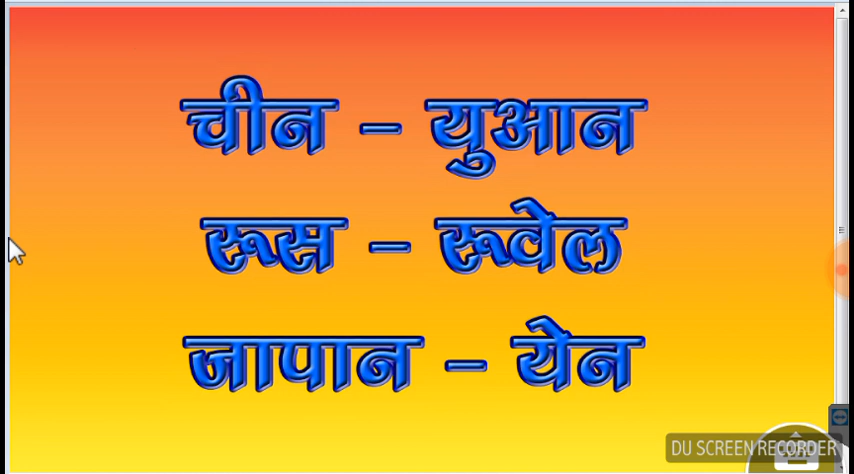 चीन – युआन
रूस – रूवेल
जापान – येन
DU SCREEN RECORDER